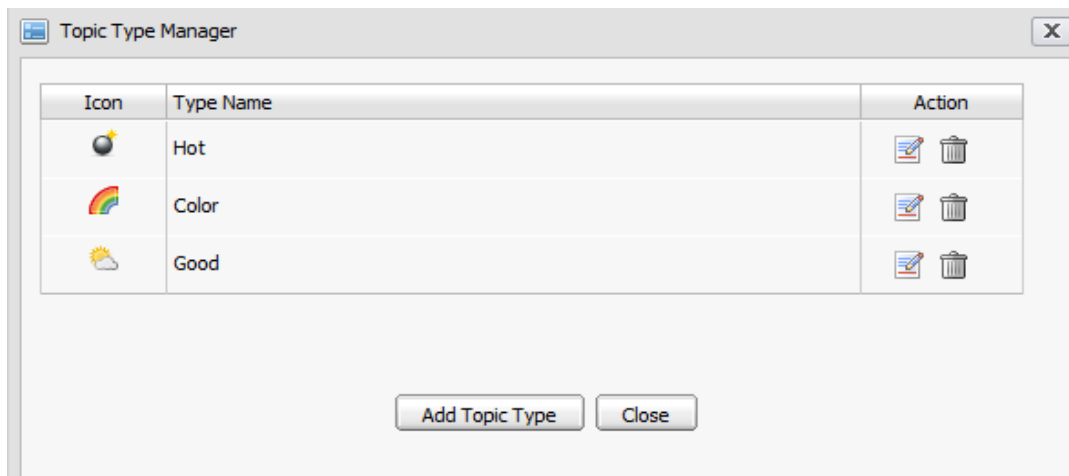 Topic Type Manager
Icon Type Name Action
Hot
Color
Good
Add Topic Type Close